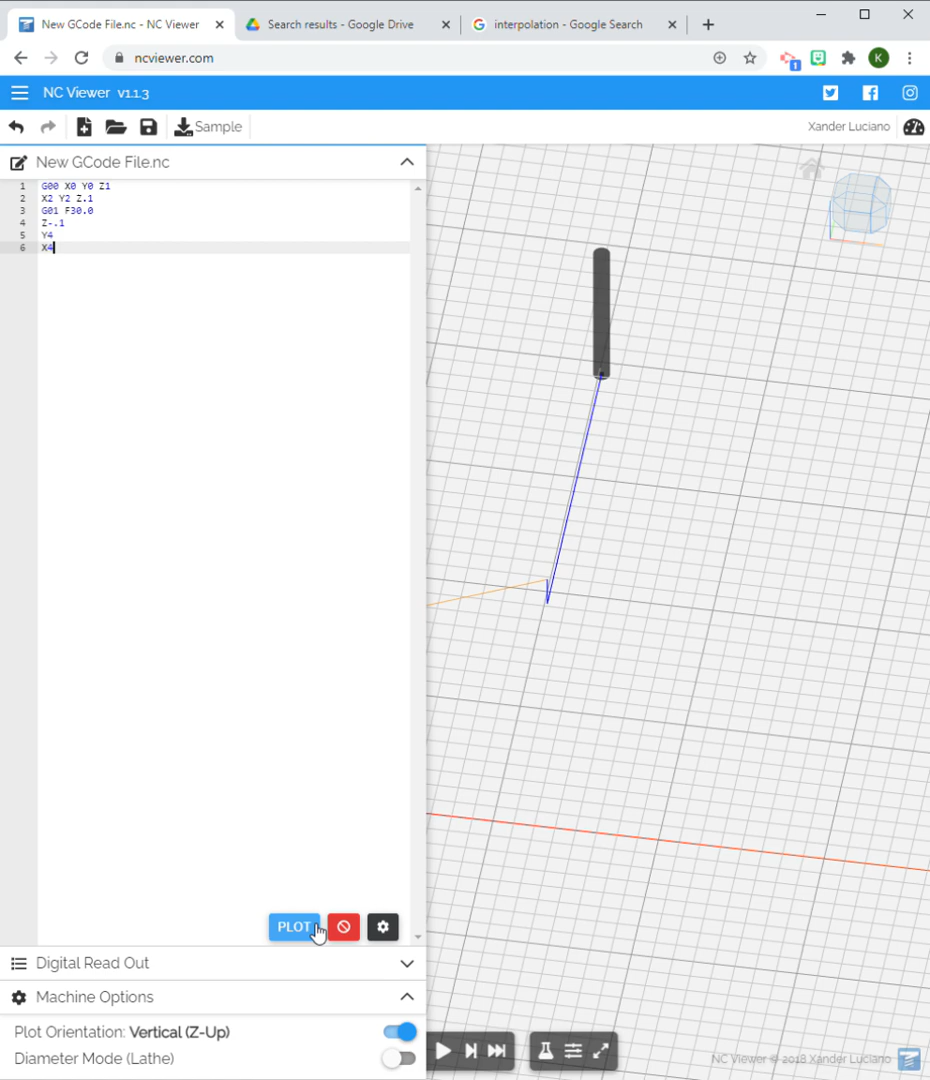 New GCode File.nc - NC Viewer
Search results - Google Drive
G interpolation - Google Search
ncviewer.com
1
K
NC Viewer v1.1.3
Sample
Xander Luciano
New GCode File.nc
1 G00 X0 Y0 Z1
2 X2 Y2 Z.1
3 G01 F30.0
4 Z-.1
5 Y4
6 X4
PLOT
Digital Read Out
Machine Options
Plot Orientation: Vertical (Z-Up)
Diameter Mode (Lathe)
NC Viewer © 2018 Xander Luciano